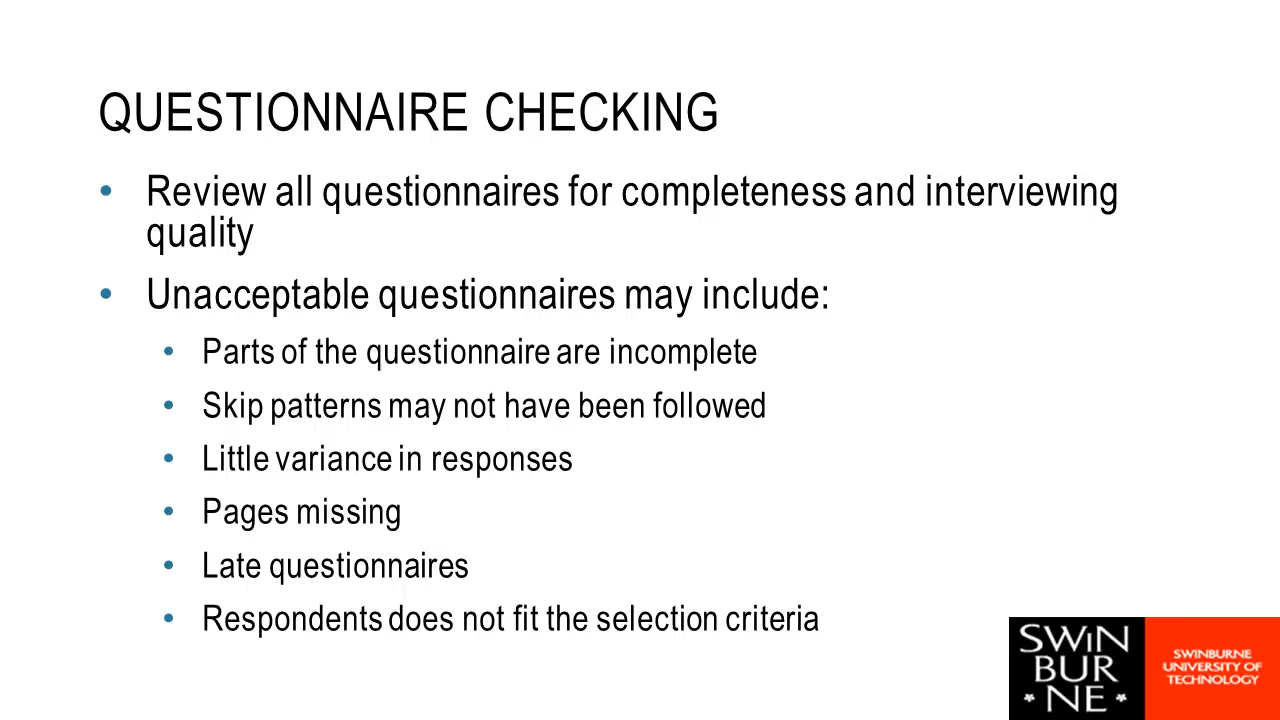 QUESTIONNAIRE CHECKING
• Review all questionnaires for completeness and interviewing
quality
• Unacceptable questionnaires may include:
• Parts of the questionnaire are incomplete
• Skip patterns may not have been followed
• Little variance in responses
• Pages missing
• Late questionnaires
• Respondents does not fit the selection criteria
SWIN
BUR
* NE *
SWINBURNE
UNIVERSITY OF
TECHNOLOGY